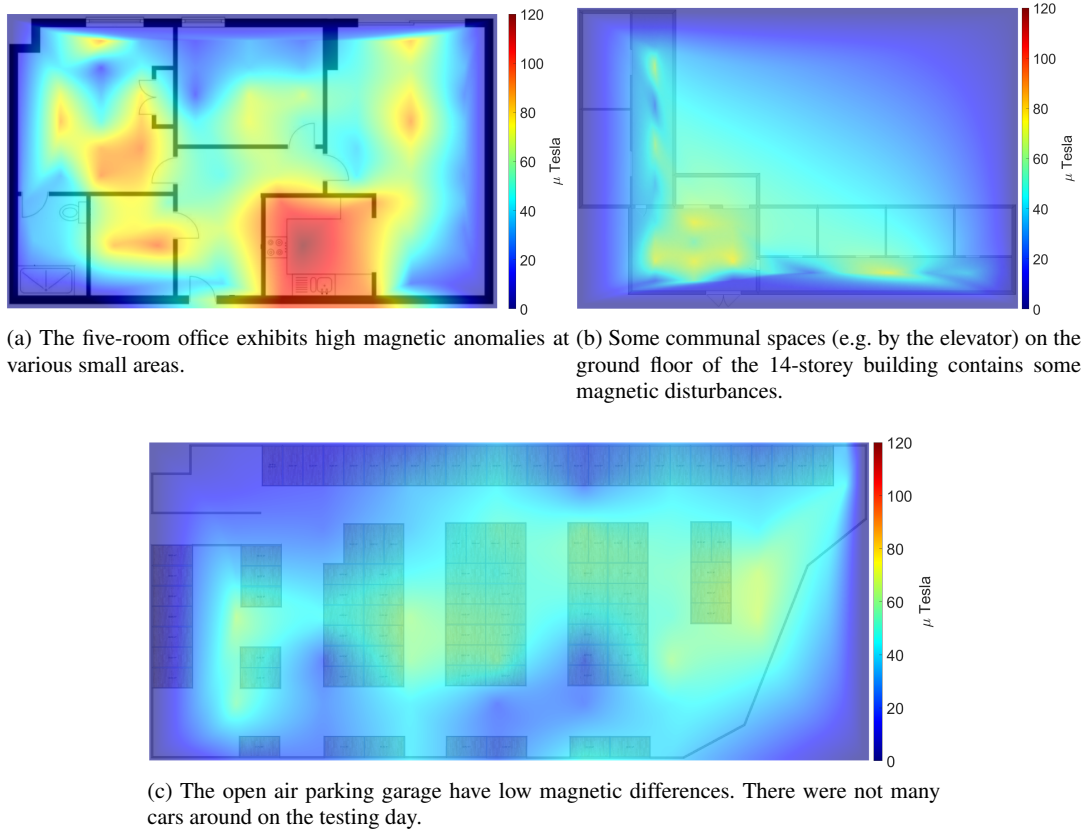 120
100
80
60
40
20
0
μ Tesla
120
100
80
60
40
20
0
μ Tesla
(a) The five-room office exhibits high magnetic anomalies at
various small areas.
(b) Some communal spaces (e.g. by the elevator) on the
ground floor of the 14-storey building contains some
magnetic disturbances.
120
100
80
60
40
20
0
μ Tesla
(c) The open air parking garage have low magnetic differences. There were not many
cars around on the testing day.